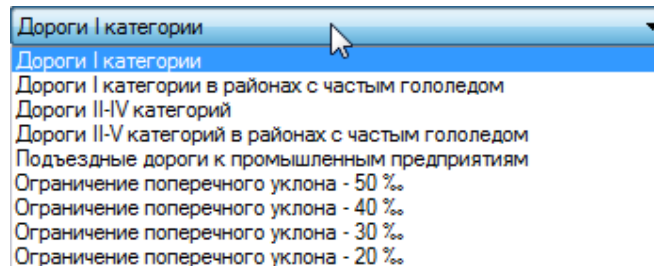 Дороги I категории
Дороги I категории
Дороги I категории в районах с частым гололедом
Дороги II-IV категорий
Дороги II-V категорий в районах с частым гололедом
Подъездные дороги к промышленным предприятиям
Ограничение поперечного уклона - 50 ‰
Ограничение поперечного уклона - 40 ‰
Ограничение поперечного уклона - 30 ‰
Ограничение поперечного уклона - 20 ‰